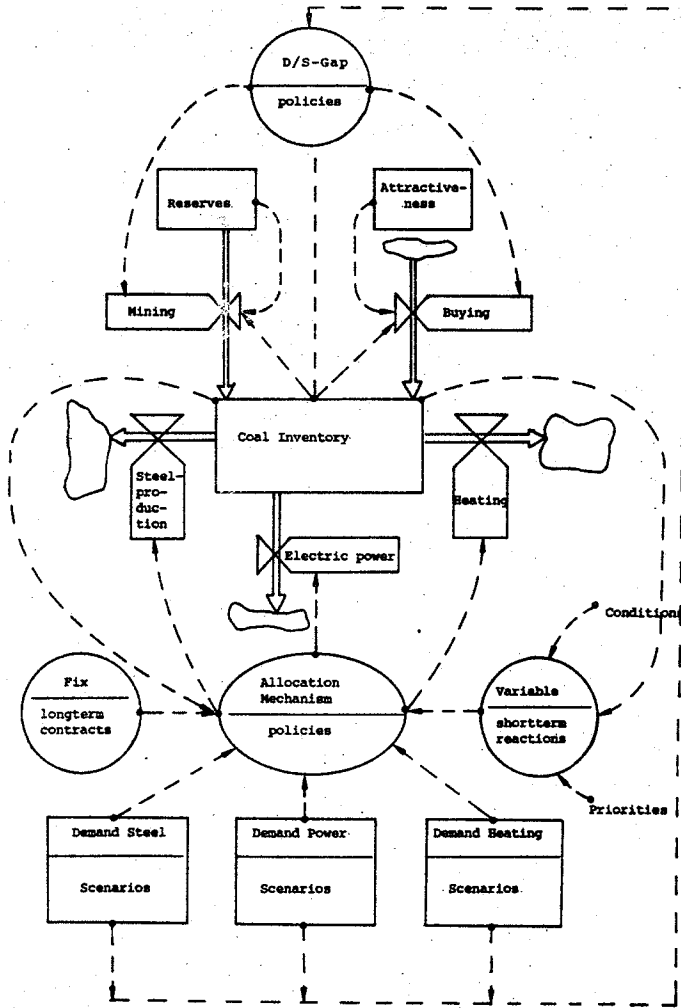 D/S-Gap
policies
Reserves
Attractive-
ness
Mining
Buying
Coal Inventory
Steel-
pro-
duc-
tion
Heating
Electric power
Conditions
Fix
longterm
contracts
Allocation
Mechanism
policies
Variable
shortterm
reactions
Priorities
Demand Steel
Scenarios
Demand Power
Scenarios
Demand Heating
Scenarios